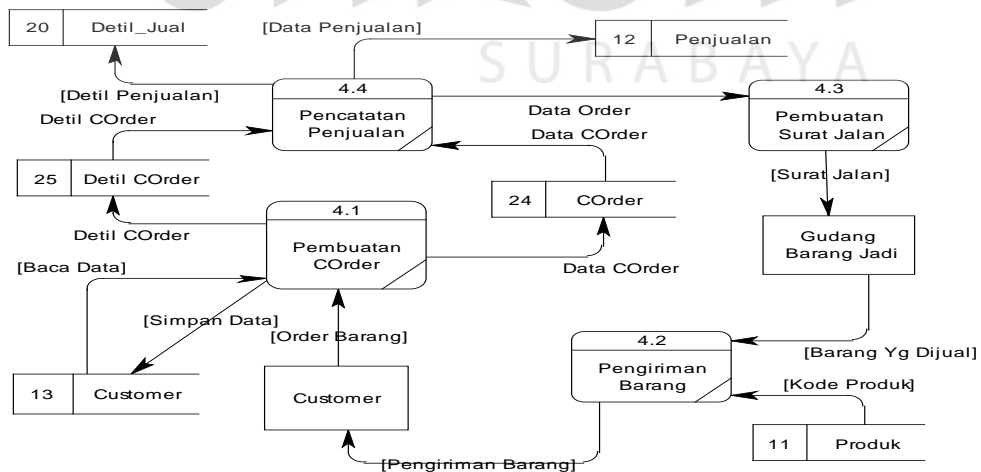 20 Detil_Jual
[Data Penjualan]
12 Penjualan
SURABAYA
[Detil Penjualan]
4.4
Pencatatan
Penjualan
Data Order
4.3
Pembuatan
Surat Jalan
Detil COrder
Data COrder
25 Detil COrder
24 COrder
[Surat Jalan]
4.1
Pembuatan
COrder
Detil COrder
Data COrder
Gudang
Barang Jadi
[Baca Data]
[Simpan Data]
[Order Barang]
4.2
Pengiriman
Barang
[Barang Yg Dijual]
[Kode Produk]
13 Customer
Customer
11 Produk
[Pengiriman Barang]